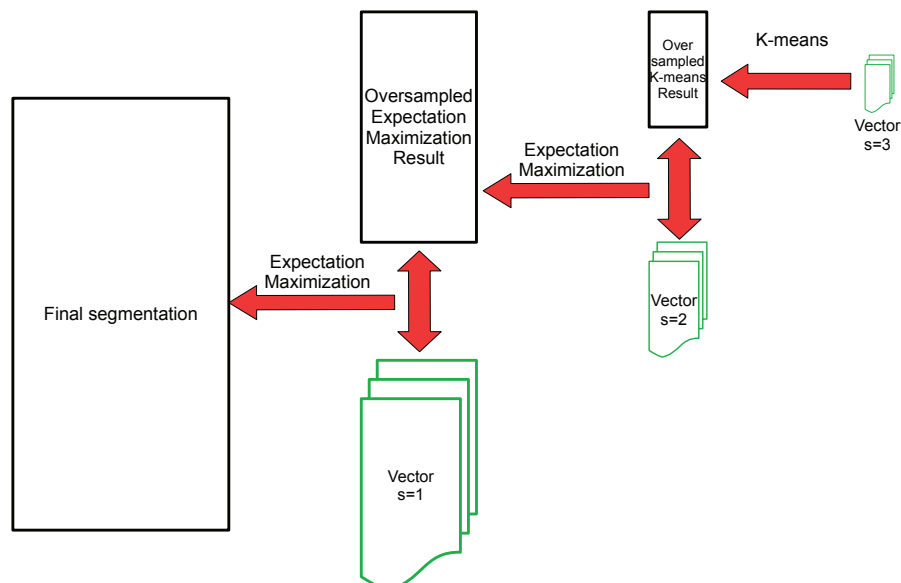 Over
sampled
K-means
Result
K-means
Vector
s=3
Oversampled
Expectation
Maximization
Result
Expectation
Maximization
Vector
s=2
Expectation
Maximization
Final segmentation
Vector
s=1